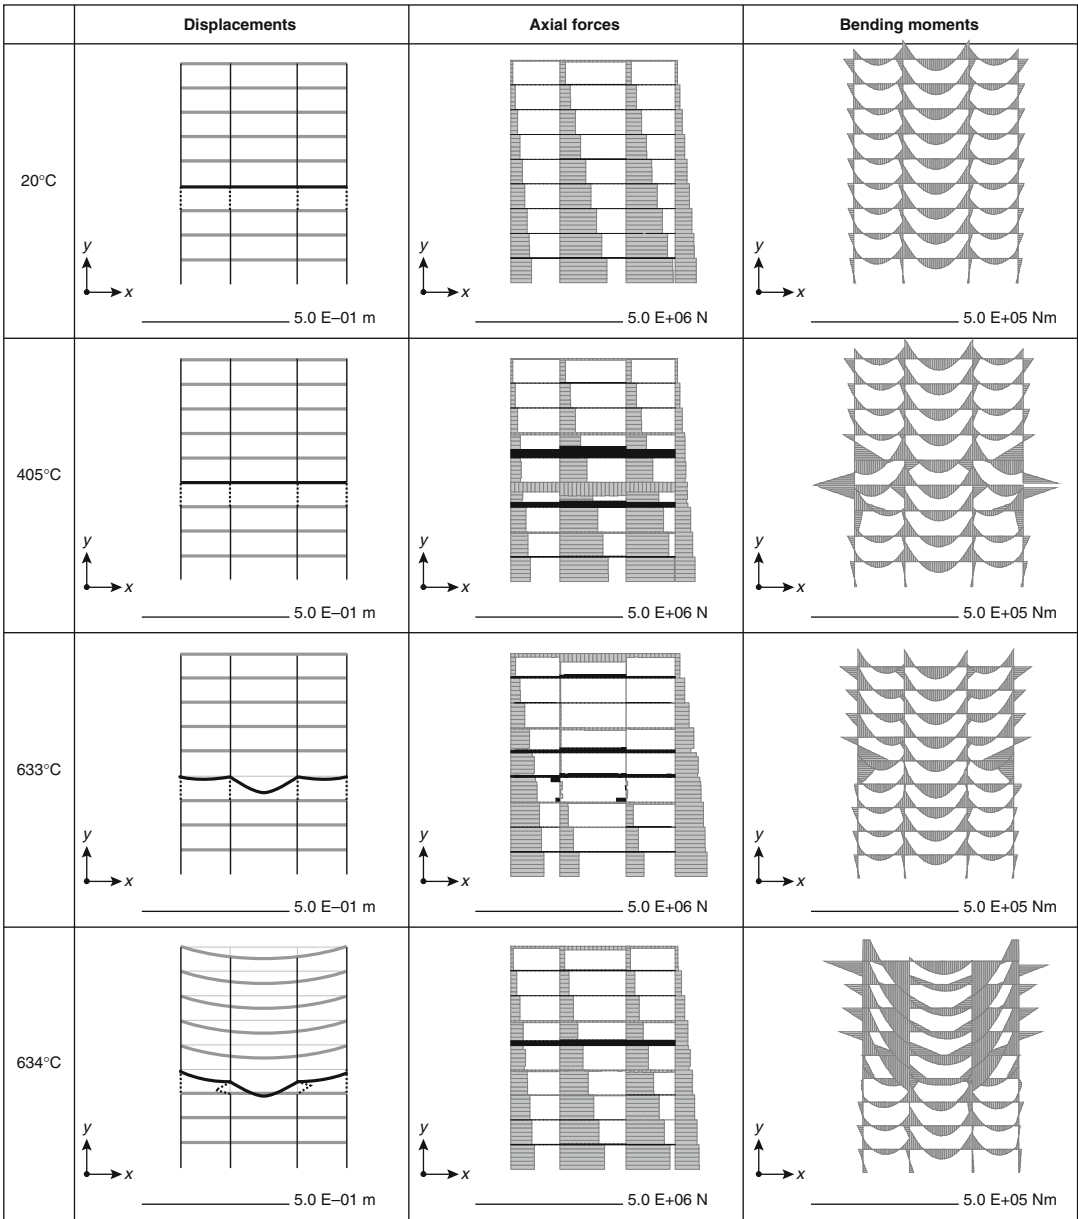 Displacements
Axial forces
Bending moments
20°C
y
x
5.0 E–01 m
y
x
5.0 E+06 N
y
x
5.0 E+05 Nm
405°C
y
x
5.0 E–01 m
y
x
5.0 E+06 N
y
x
5.0 E+05 Nm
633°C
y
x
5.0 E–01 m
y
x
5.0 E+06 N
y
x
5.0 E+05 Nm
634°C
y
x
5.0 E–01 m
y
x
5.0 E+06 N
y
x
5.0 E+05 Nm